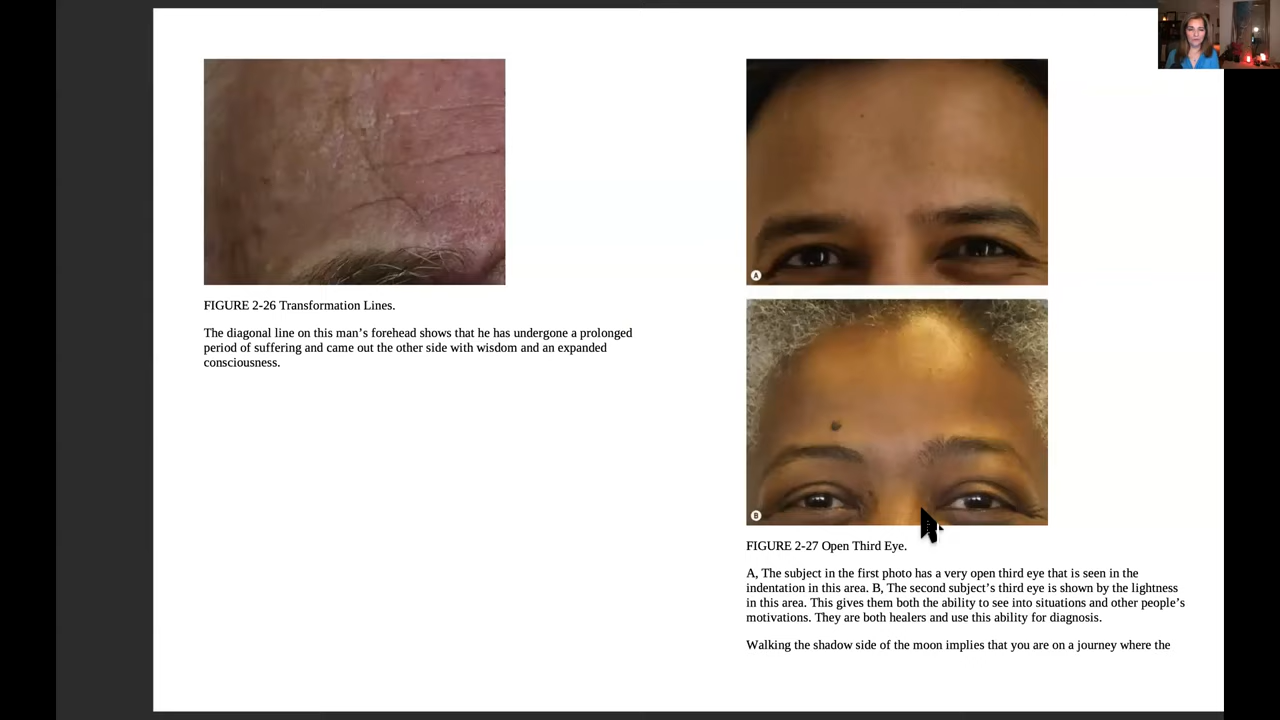 FIGURE 2-26 Transformation Lines.
The diagonal line on this man’s forehead shows that he has undergone a prolonged
period of suffering and came out the other side with wisdom and an expanded
consciousness.
A
B
FIGURE 2-27 Open Third Eye.
A, The subject in the first photo has a very open third eye that is seen in the
indentation in this area. B, The second subject’s third eye is shown by the lightness
in this area. This gives them both the ability to see into situations and other people’s
motivations. They are both healers and use this ability for diagnosis.
Walking the shadow side of the moon implies that you are on a journey where the